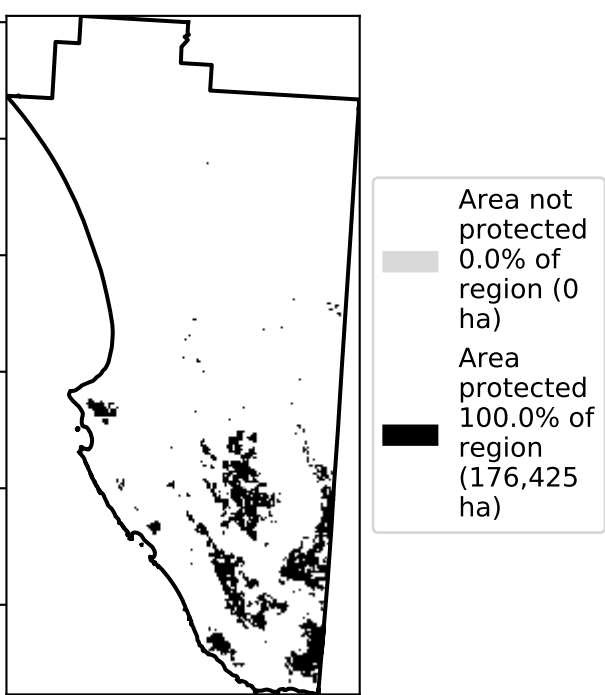 Area not
protected
0.0% of
region (0
ha)
Area
protected
100.0% of
region
(176,425
ha)